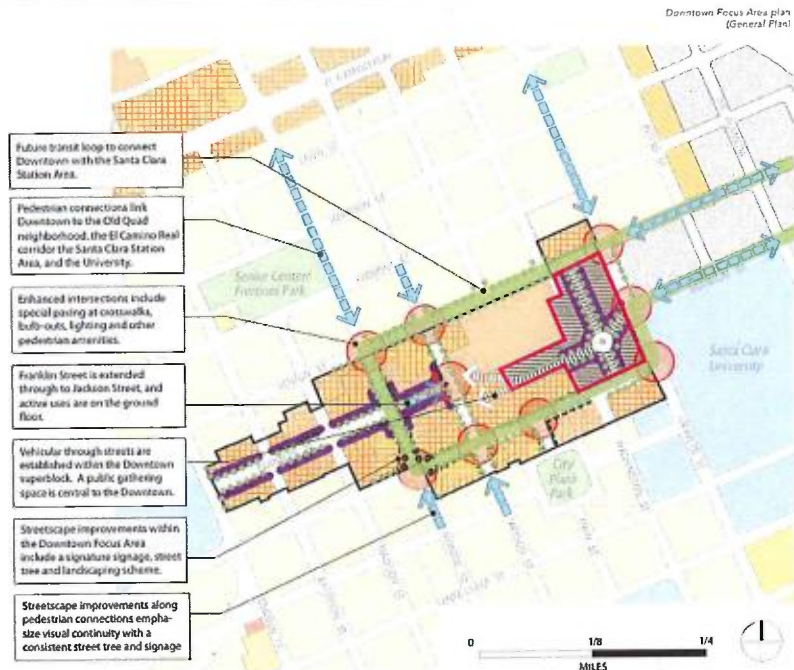 Downtown Focus Area plan
(General Plan)
Future transit loop to connect
Downtown with the Santa Clara
Station Area.
Pedestrian connections link
Downtown to the Old Quad
neighborhood, the El Camino Real
corridor the Santa Clara Station
Area, and the University.
Enhanced intersections include
special paving at crosswalks,
bulb-outs, lighting and other
pedestrian amenities.
Franklin Street is extended
through to Jackson Street, and
active uses are on the ground
floor.
Vehicular through streets are
established within the Downtown
superblock. A public gathering
space is central to the Downtown.
Streetscape improvements within
the Downtown Focus Area
include a signature signage, street
tree and landscaping scheme.
Streetscape improvements along
pedestrian connections empha-
size visual continuity with a
consistent street tree and signage
Senior Center/
Fremont Park
Santa Clara
University
City
Plaza
Park
0
1/8
1/4
MILES